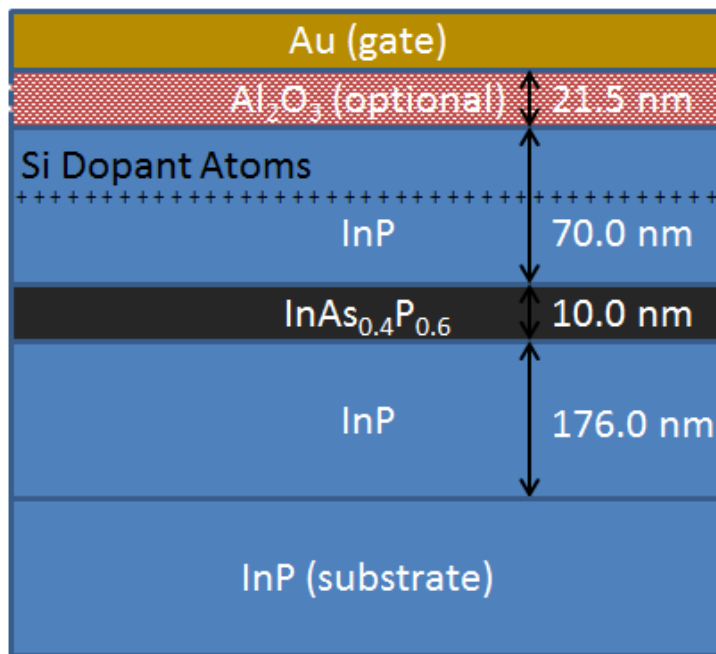 Au (gate)
Al₂O₃ (optional) 21.5 nm
Si Dopant Atoms
++++++++++++++++++++++++++++++++++++++++++
InP 70.0 nm
InAs₀.₄P₀.₆ 10.0 nm
InP 176.0 nm
InP (substrate)